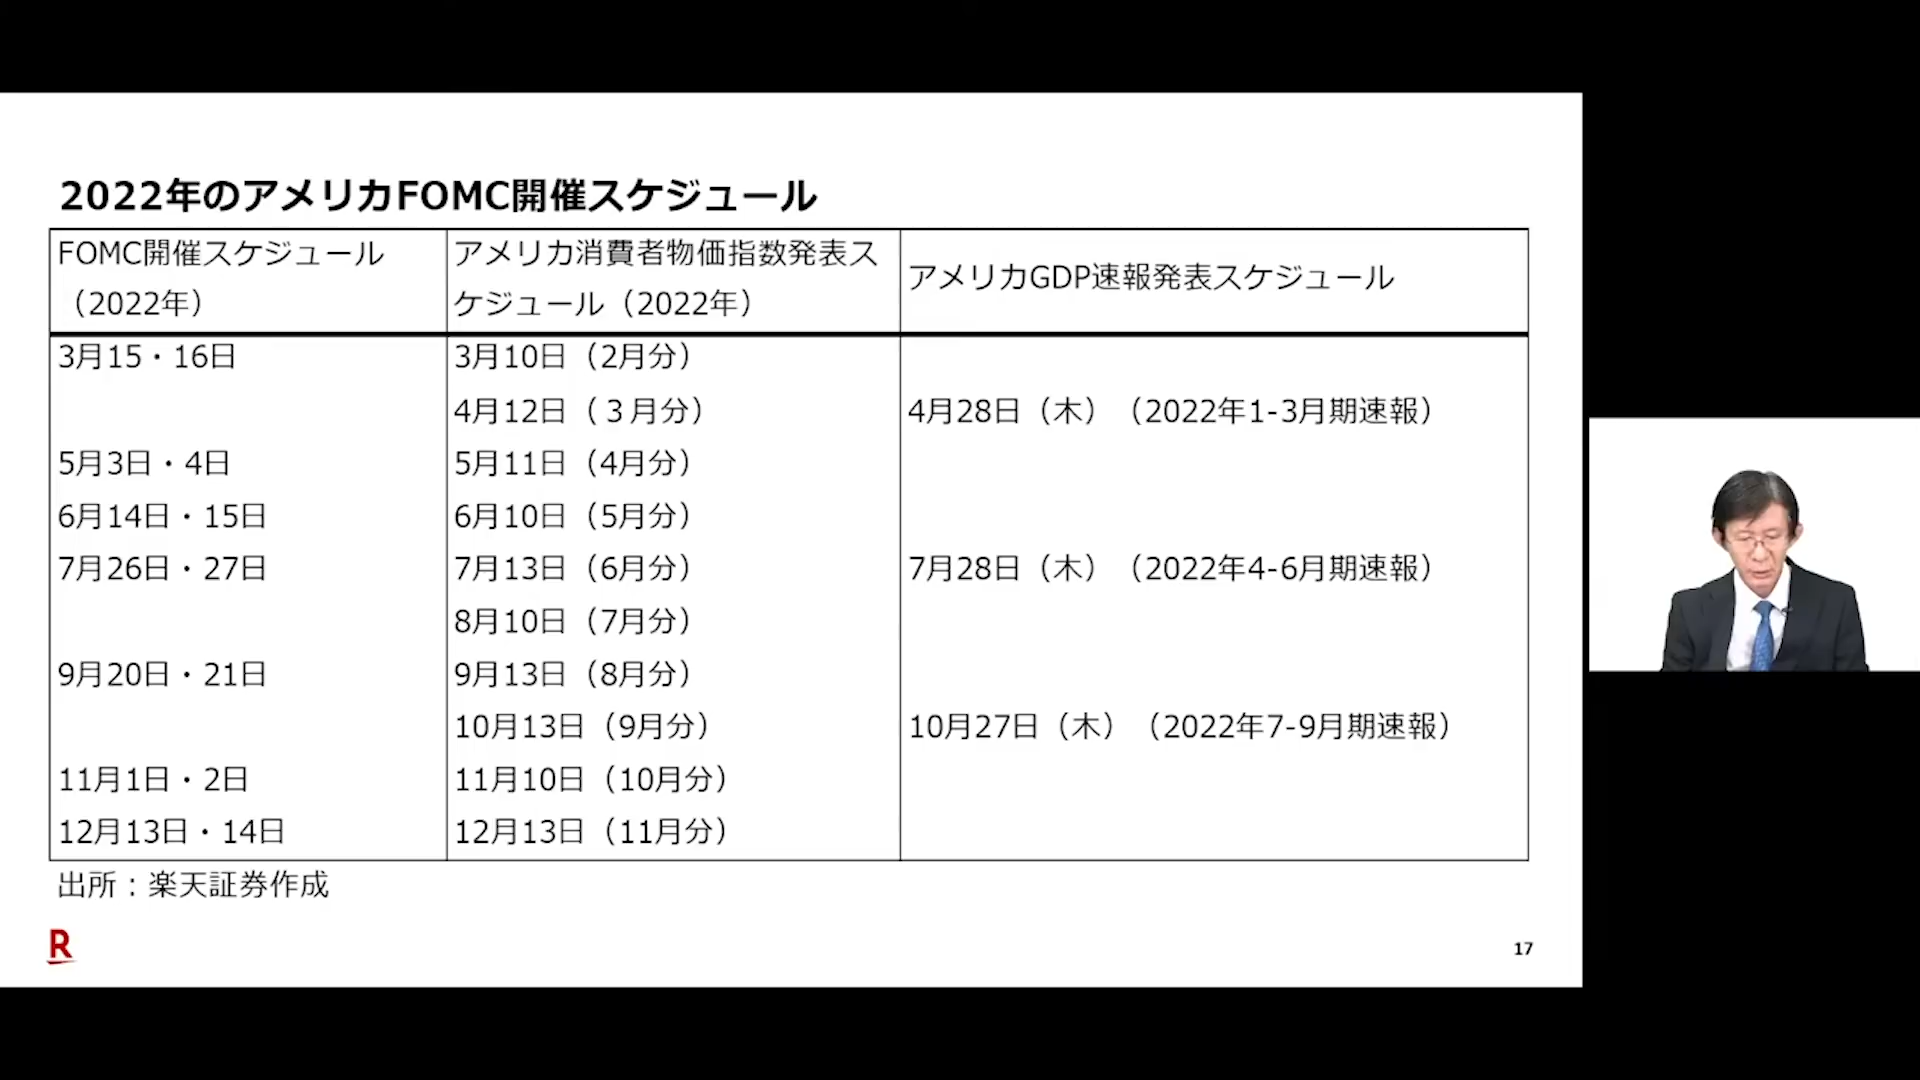 2022年のアメリカFOMC開催スケジュール
FOMC開催スケジュール
（2022年）
アメリカ消費者物価指数発表ス
ケジュール（2022年）
アメリカGDP速報発表スケジュール
3月15・16日
3月10日（2月分）
4月12日（３月分）
4月28日（木）（2022年1-3月期速報）
5月3日・4日
5月11日（4月分）
6月14日・15日
6月10日（5月分）
7月26日・27日
7月13日（6月分）
7月28日（木）（2022年4-6月期速報）
8月10日（7月分）
9月20日・21日
9月13日（8月分）
10月13日（9月分）
10月27日（木）（2022年7-9月期速報）
11月1日・2日
11月10日（10月分）
12月13日・14日
12月13日（11月分）
出所：楽天証券作成
R
17